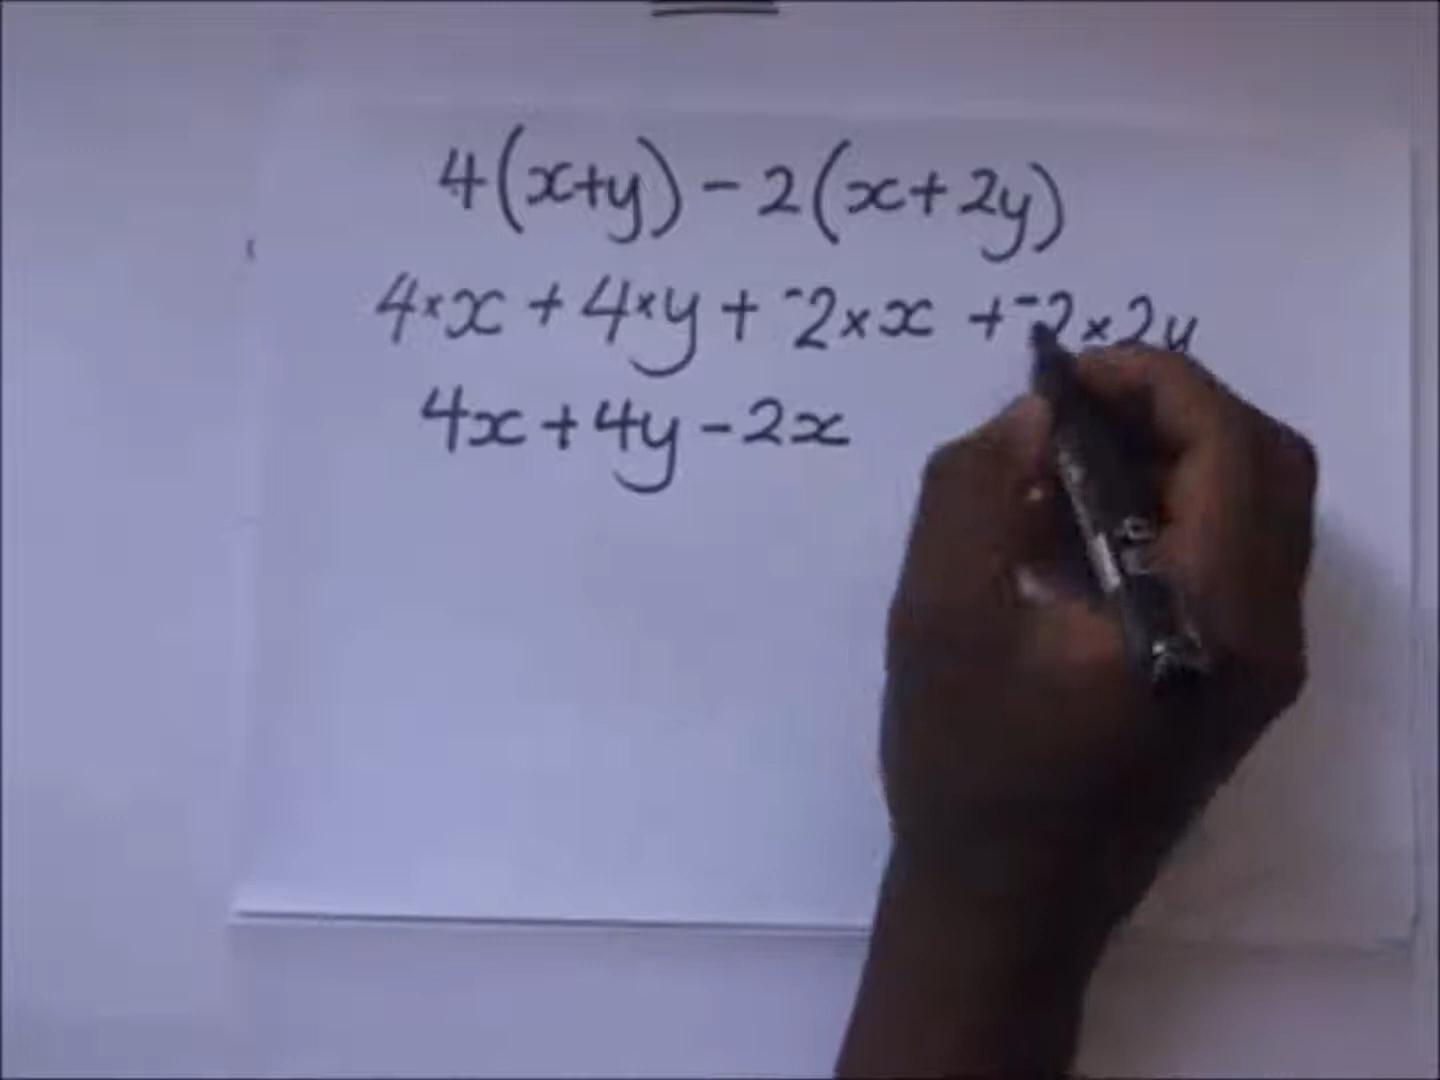 4(x+y) - 2(x+2y)
4×x + 4×y + ⁻2×x + ⁻2×2y
4x + 4y - 2x